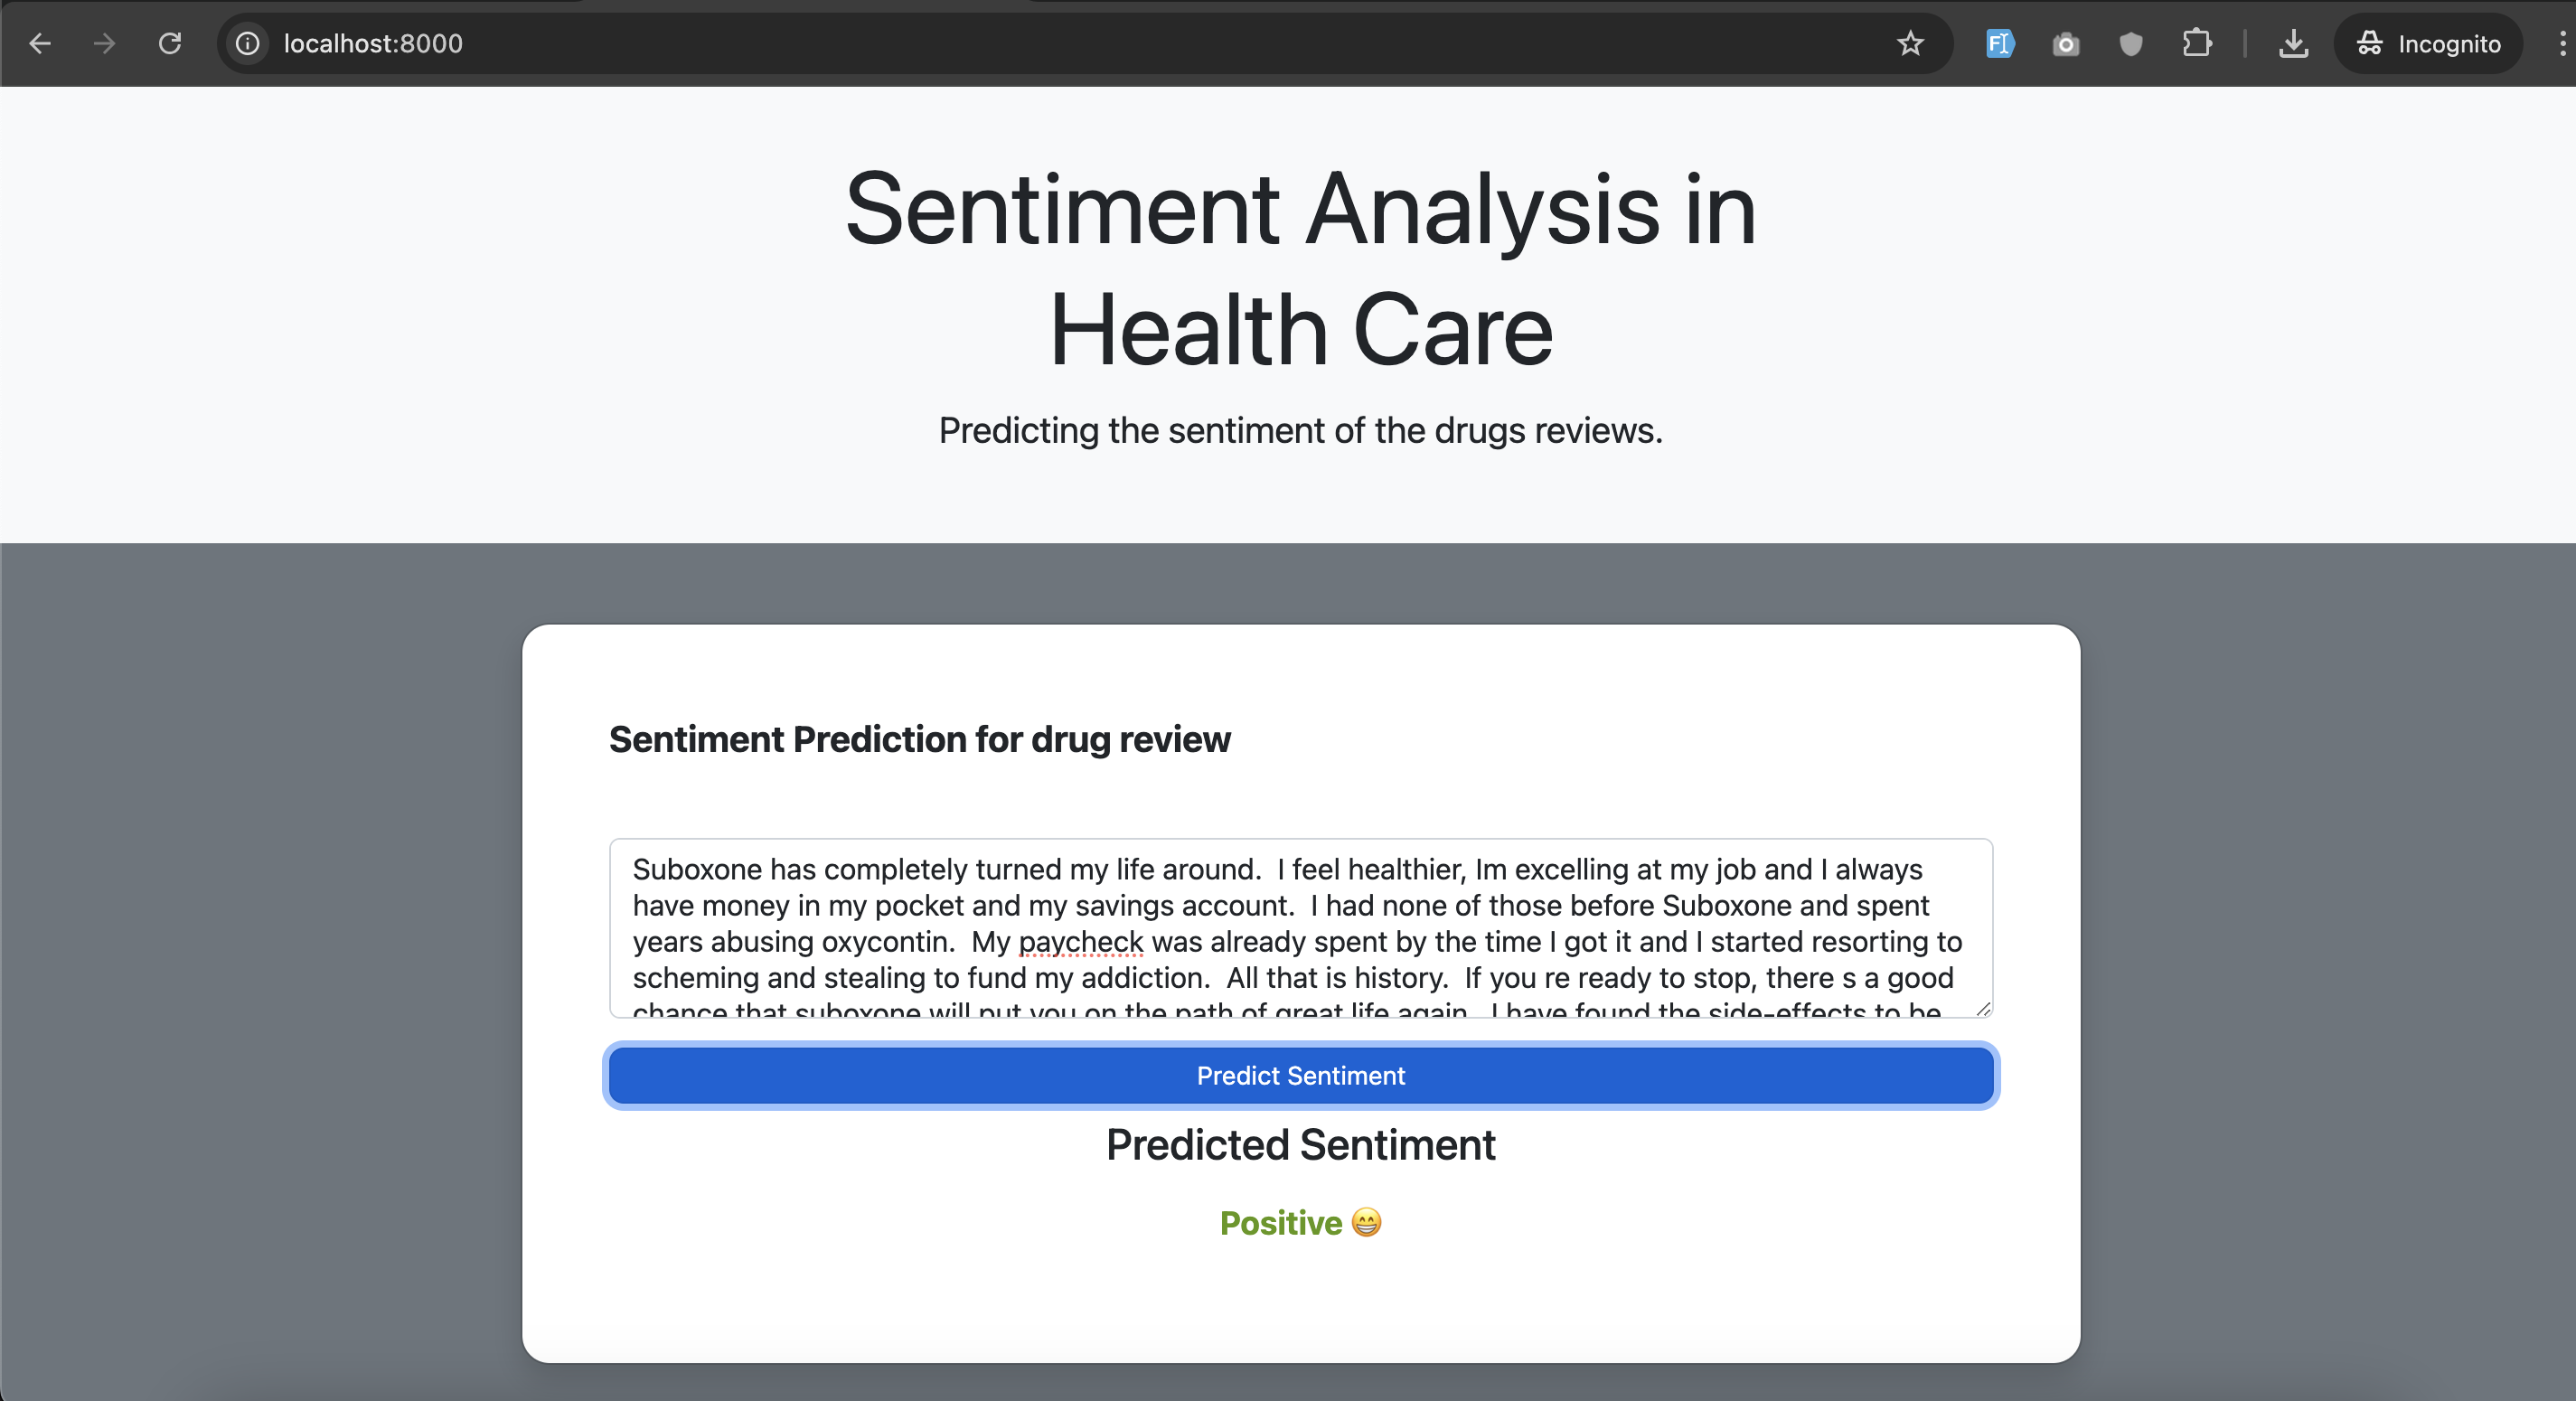 localhost:8000
Incognito
Sentiment Analysis in
Health Care
Predicting the sentiment of the drugs reviews.
Sentiment Prediction for drug review
Suboxone has completely turned my life around.  I feel healthier, Im excelling at my job and I always
have money in my pocket and my savings account.  I had none of those before Suboxone and spent
years abusing oxycontin.  My paycheck was already spent by the time I got it and I started resorting to
scheming and stealing to fund my addiction.  All that is history.  If you re ready to stop, there s a good
chance that suboxone will put you on the path of great life again.  I have found the side-effects to be
Predict Sentiment
Predicted Sentiment
Positive 😁